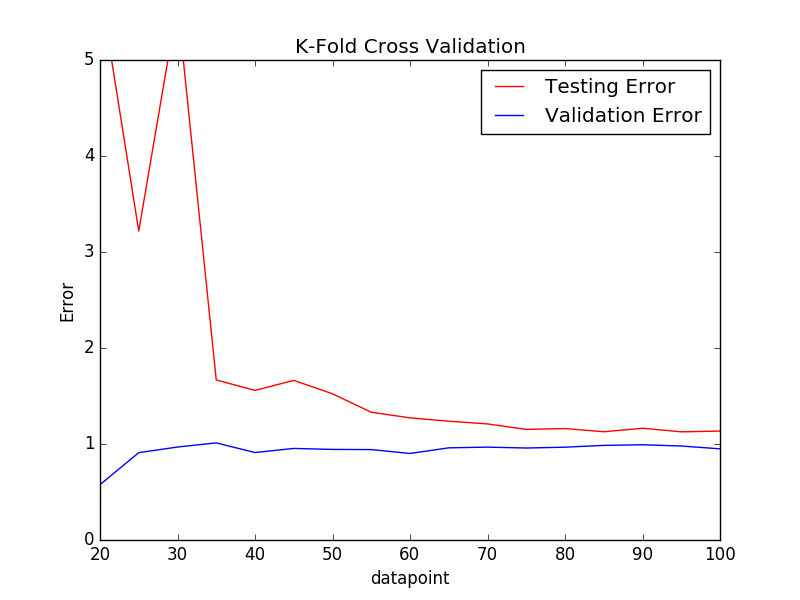 K-Fold Cross Validation
Testing Error
Validation Error
5
4
3
2
1
0
Error
20 30 40 50 60 70 80 90 100
datapoint